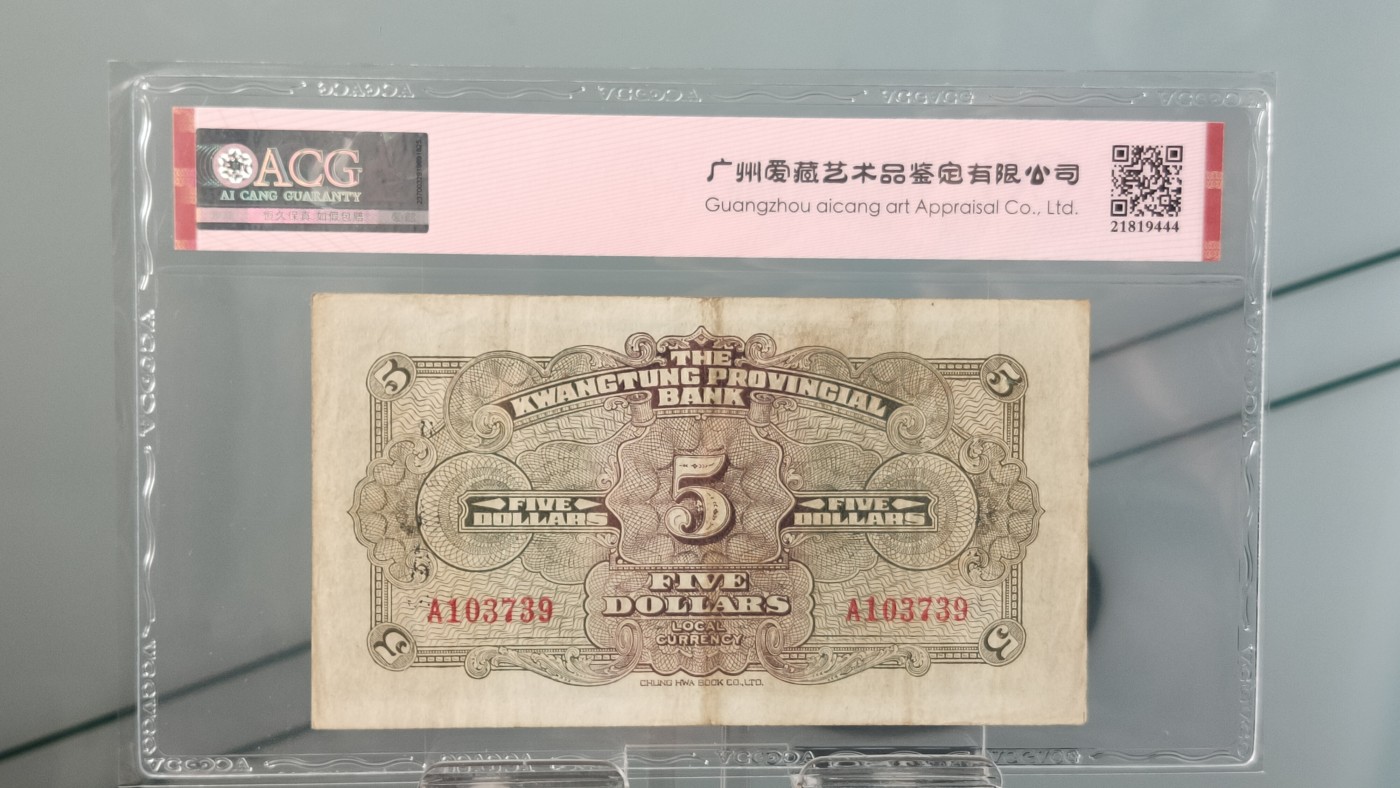 ACG
AI CANG GUARANTY
广州爱藏艺术品鉴定有限公司
Guangzhou aicang art Appraisal Co., Ltd.
21819444
5
5
THE
KWANGTUNG PROVINCIAL
BANK
5
FIVE
DOLLARS
FIVE
DOLLARS
FIVE
DOLLARS
A103739
A103739
LOCAL
CURRENCY
5
5
CHUNG HWA BOOK CO.,LTD.